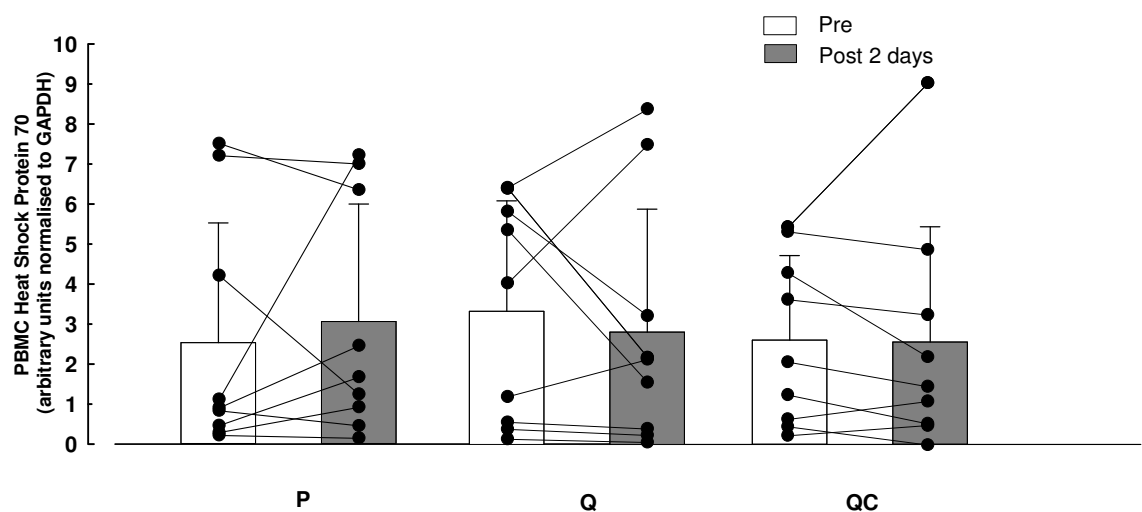 Pre
Post 2 days
10
9
8
7
6
5
4
3
2
1
0
PBMC Heat Shock Protein 70
(arbitrary units normalised to GAPDH)
P
Q
QC